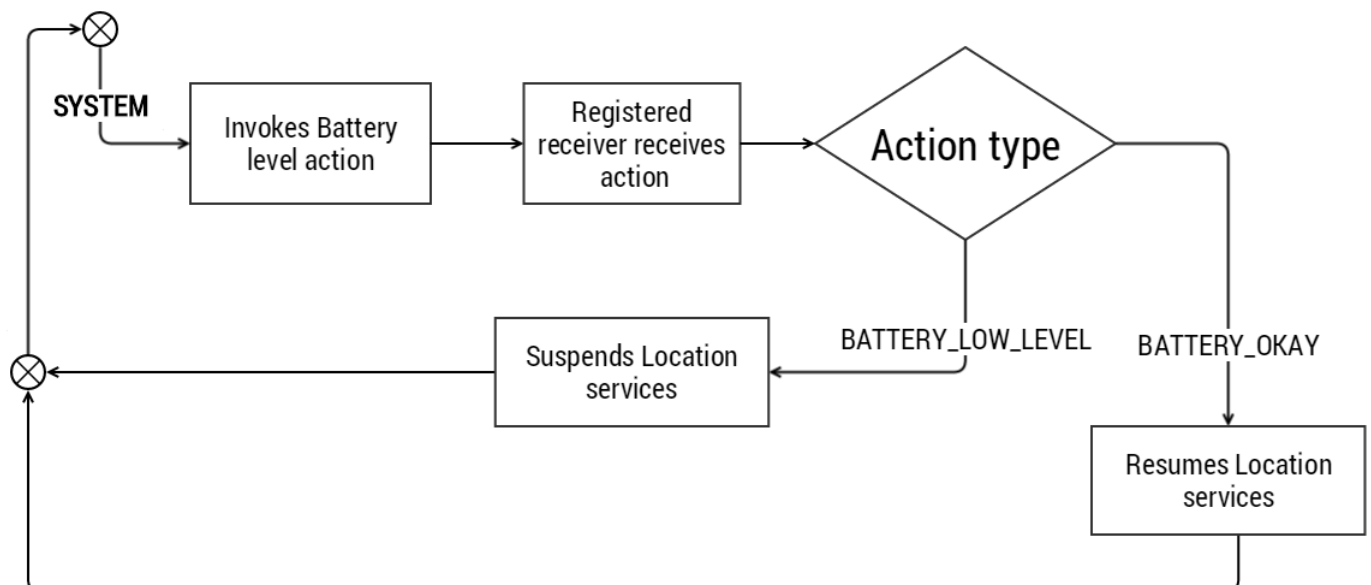 SYSTEM
Invokes Battery
level action
Registered
receiver receives
action
Action type
BATTERY_LOW_LEVEL
BATTERY_OKAY
Suspends Location
services
Resumes Location
services